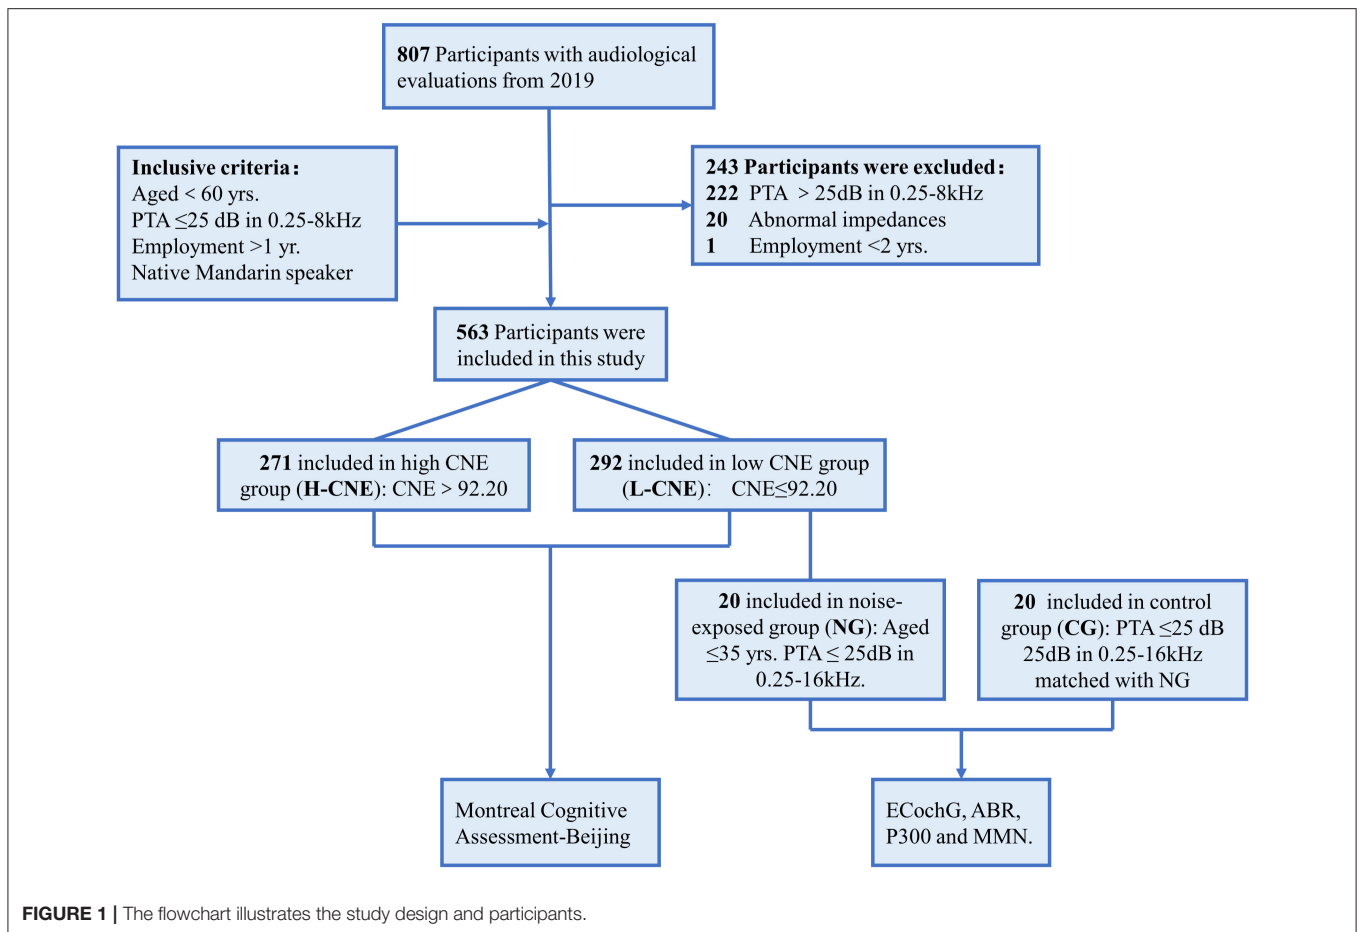 807 Participants with audiological
evaluations from 2019
Inclusive criteria：
Aged < 60 yrs.
PTA ≤25 dB in 0.25-8kHz
Employment >1 yr.
Native Mandarin speaker
243 Participants were excluded：
222 PTA > 25dB in 0.25-8kHz
20 Abnormal impedances
1 Employment <2 yrs.
563 Participants were
included in this study
271 included in high CNE
group (H-CNE): CNE > 92.20
292 included in low CNE group
(L-CNE)： CNE≤92.20
20 included in noise-
exposed group (NG): Aged
≤35 yrs. PTA ≤ 25dB in
0.25-16kHz.
20 included in control
group (CG): PTA ≤25 dB
25dB in 0.25-16kHz
matched with NG
Montreal Cognitive
Assessment-Beijing
ECochG, ABR,
P300 and MMN.
FIGURE 1 | The flowchart illustrates the study design and participants.